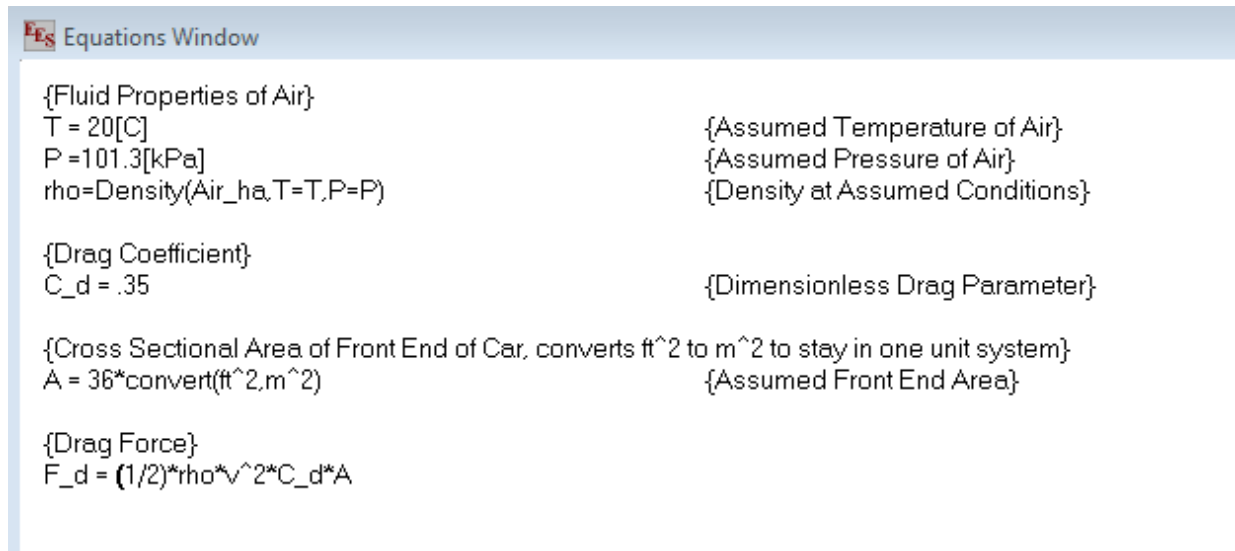 EES Equations Window
{Fluid Properties of Air}
T = 20[C] {Assumed Temperature of Air}
P =101.3[kPa] {Assumed Pressure of Air}
rho=Density(Air_ha,T=T,P=P) {Density at Assumed Conditions}
{Drag Coefficient}
C_d = .35 {Dimensionless Drag Parameter}
{Cross Sectional Area of Front End of Car, converts ft^2 to m^2 to stay in one unit system}
A = 36*convert(ft^2,m^2) {Assumed Front End Area}
{Drag Force}
F_d = (1/2)*rho*v^2*C_d*A